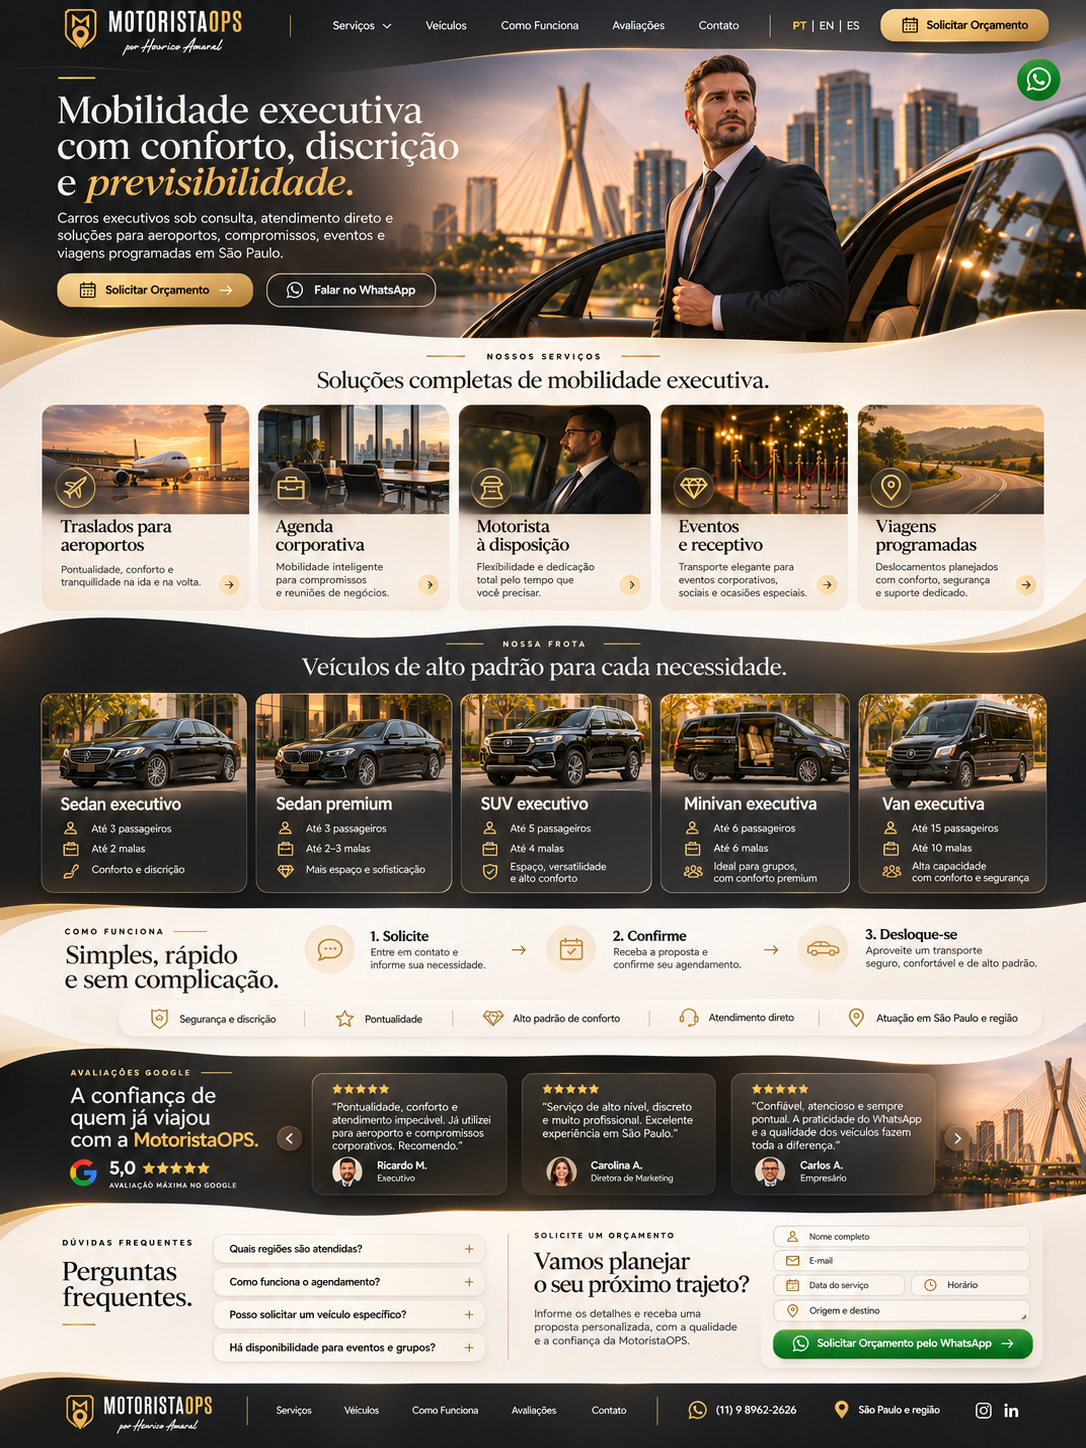 MOTORISTAOPS
por Henrico Amaral
Serviços
Veículos
Como Funciona
Avaliações
Contato
PT | EN | ES
Solicitar Orçamento
Mobilidade executiva
com conforto, discrição
e previsibilidade.
Carros executivos sob consulta, atendimento direto e
soluções para aeroportos, compromissos, eventos e
viagens programadas em São Paulo.
Solicitar Orçamento
Falar no WhatsApp
NOSSOS SERVIÇOS
Soluções completas de mobilidade executiva.
Traslados para
aeroportos
Pontualidade, conforto e
tranquilidade na ida e na volta.
Agenda
corporativa
Mobilidade inteligente
para compromissos
e reuniões de negócios.
Motorista
à disposição
Flexibilidade e dedicação
total pelo tempo que
você precisar.
Eventos
e receptivo
Transporte elegante para
eventos corporativos,
sociais e ocasiões especiais.
Viagens
programadas
Deslocamentos planejados
com conforto, segurança
e suporte dedicado.
NOSSA FROTA
Veículos de alto padrão para cada necessidade.
Sedan executivo
Até 3 passageiros
Até 2 malas
Conforto e discrição
Sedan premium
Até 3 passageiros
Até 2–3 malas
Mais espaço e sofisticação
SUV executivo
Até 5 passageiros
Até 4 malas
Espaço, versatilidade
e alto conforto
Minivan executiva
Até 6 passageiros
Até 6 malas
Ideal para grupos,
com conforto premium
Van executiva
Até 15 passageiros
Até 10 malas
Alta capacidade
com conforto e segurança
COMO FUNCIONA
Simples, rápido
e sem complicação.
1. Solicite
Entre em contato e
informe sua necessidade.
2. Confirme
Receba a proposta e
confirme seu agendamento.
3. Desloque-se
Aproveite um transporte
seguro, confortável e de alto padrão.
Segurança e discrição
Pontualidade
Alto padrão de conforto
Atendimento direto
Atuação em São Paulo e região
AVALIAÇÕES GOOGLE
A confiança de
quem já viajou
com a MotoristaOPS.
5,0
AVALIAÇÃO MÁXIMA NO GOOGLE
"Pontualidade, conforto e
atendimento impecável. Já utilizei
para aeroporto e compromissos
corporativos. Recomendo."
Ricardo M.
Executivo
"Serviço de alto nível, discreto
e muito profissional. Excelente
experiência em São Paulo."
Carolina A.
Diretora de Marketing
"Confiável, atencioso e sempre
pontual. A praticidade do WhatsApp
e a qualidade dos veículos fazem
toda a diferença."
Carlos A.
Empresário
DÚVIDAS FREQUENTES
Perguntas
frequentes.
Quais regiões são atendidas?
Como funciona o agendamento?
Posso solicitar um veículo específico?
Há disponibilidade para eventos e grupos?
SOLICITE UM ORÇAMENTO
Vamos planejar
o seu próximo trajeto?
Informe os detalhes e receba uma
proposta personalizada, com a qualidade
e a confiança da MotoristaOPS.
Nome completo
E-mail
Data do serviço
Horário
Origem e destino
Solicitar Orçamento pelo WhatsApp
MOTORISTAOPS
por Henrico Amaral
Serviços
Véículos
Como Funciona
Avaliações
Contato
(11) 9 8962-2626
São Paulo e região